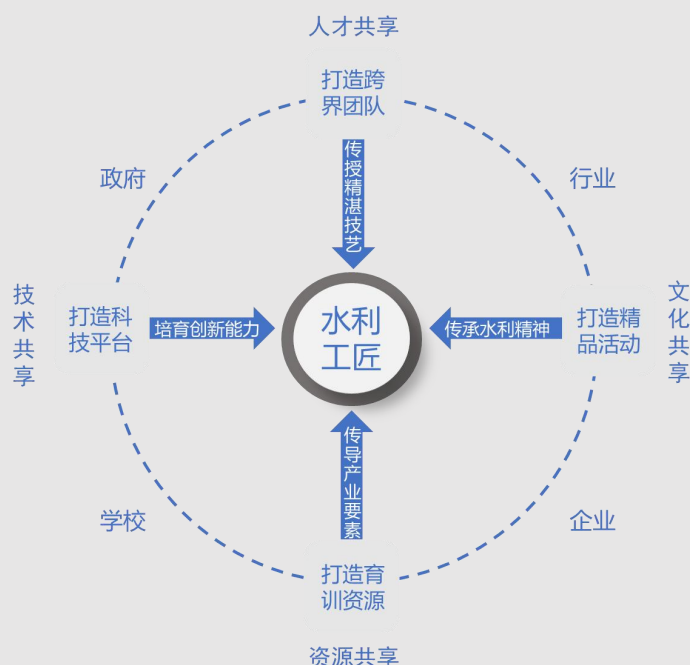 人才共享
打造跨
界团队
传授精湛技艺
政府
行业
技术共享
打造科
技平台
培育创新能力
水利
工匠
传承水利精神
打造精
品活动
文化共享
传导产业要素
学校
企业
打造育
训资源
资源共享